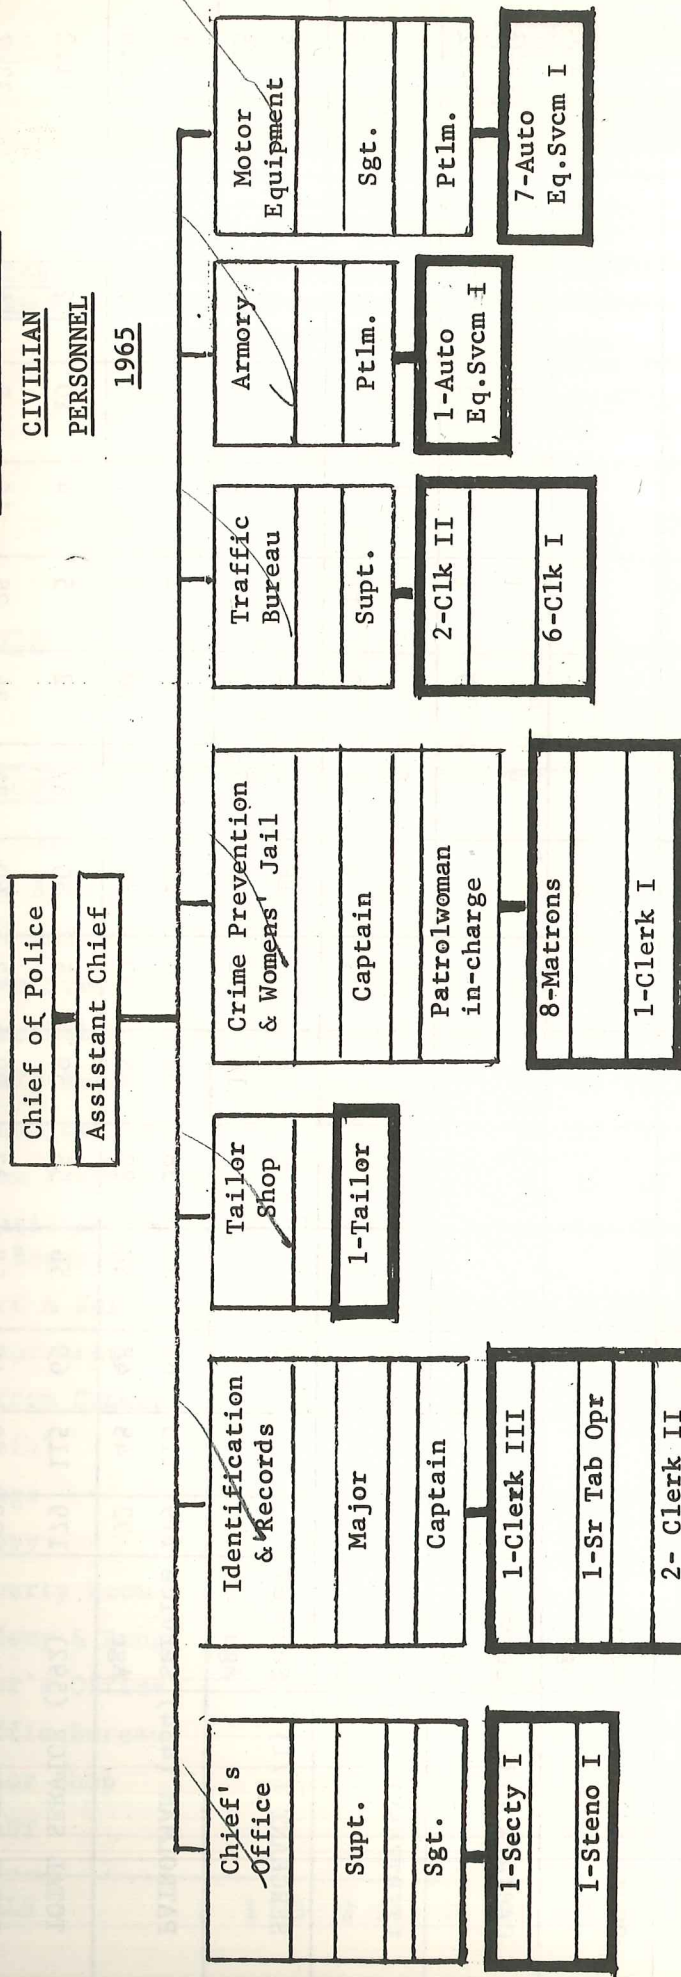 CIVILIAN
PERSONNEL
1965
Chief of Police
Assistant Chief
Chief's
Office
Supt.
Sgt.
1-Secty I
1-Steno I
Identification
& Records
Major
Captain
1-Clerk III
1-Sr Tab Opr
2- Clerk II
Tailor
Shop
1-Tailor
Crime Prevention
& Womens' Jail
Captain
Patrolwoman
in-charge
8-Matrons
1-Clerk I
Traffic
Bureau
Supt.
2-Clk II
6-Clk I
Armory
Ptlm.
1-Auto
Eq.Svcm I
Motor
Equipment
Sgt.
Ptlm.
7-Auto
Eq.Svcm I